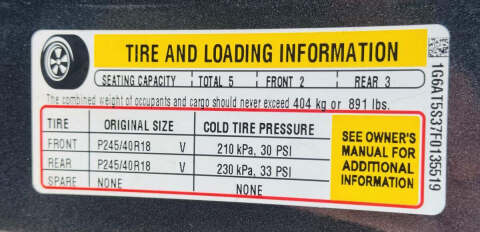 TIRE AND LOADING INFORMATION
SEATING CAPACITY TOTAL 5 FRONT 2 REAR 3
The combined weight of occupants and cargo should never exceed 404 kg or 891 lbs.
TIRE ORIGINAL SIZE COLD TIRE PRESSURE
FRONT P245/40R18 V 210 kPa, 30 PSI
REAR P245/40R18 V 230 kPa, 33 PSI
SPARE NONE NONE
SEE OWNER'S
MANUAL FOR
ADDITIONAL
INFORMATION
1G6AT5S37F0135519